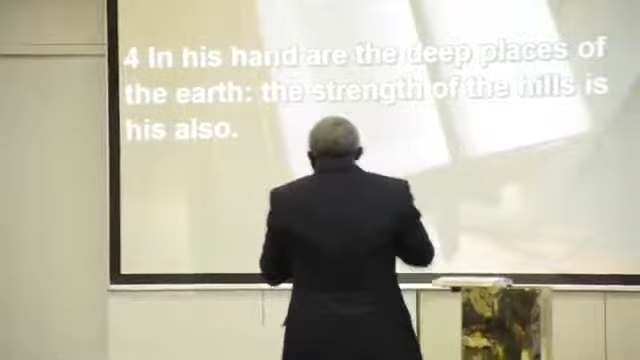 4 In his hand are the deep places of
the earth: the strength of the hills is
his also.